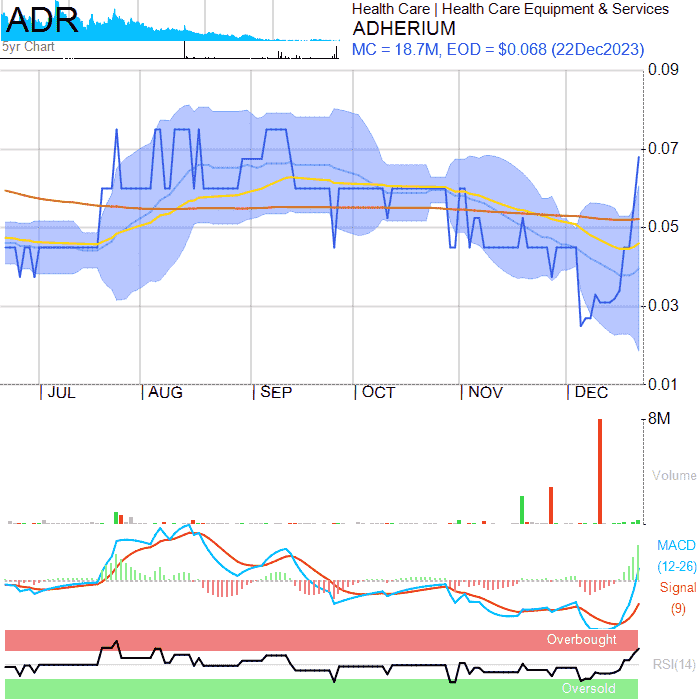 ADR
5yr Chart
Health Care | Health Care Equipment & Services
ADHERIUM
MC = 18.7M, EOD = $0.068 (22Dec2023)
0.09
0.07
0.05
0.03
0.01
| JUL | AUG | SEP | OCT | NOV | DEC
8M
Volume
MACD
(12-26)
Signal
(9)
Overbought
RSI(14)
Oversold